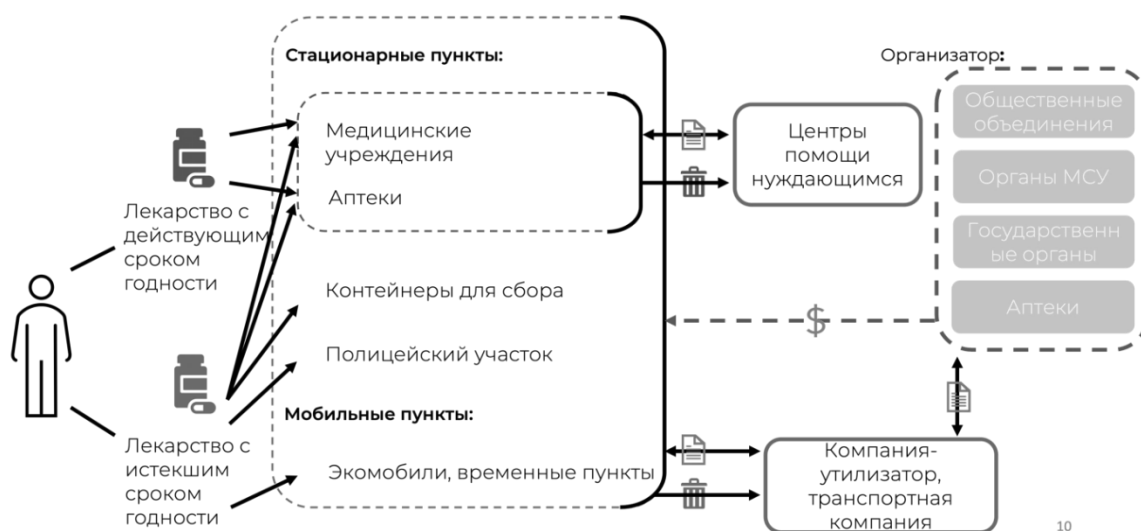 Стационарные пункты:
Медицинские
учреждения
Аптеки
Контейнеры для сбора
Полицейский участок
Мобильные пункты:
Экомобили, временные пункты
Лекарство с
действующим
сроком
годности
Лекарство с
истекшим
сроком
годности
Центры
помощи
нуждающимся
Организатор:
Общественные
объединения
Органы МСУ
Государственн
ые органы
Аптеки
$
Компания-
утилизатор,
транспортная
компания
10